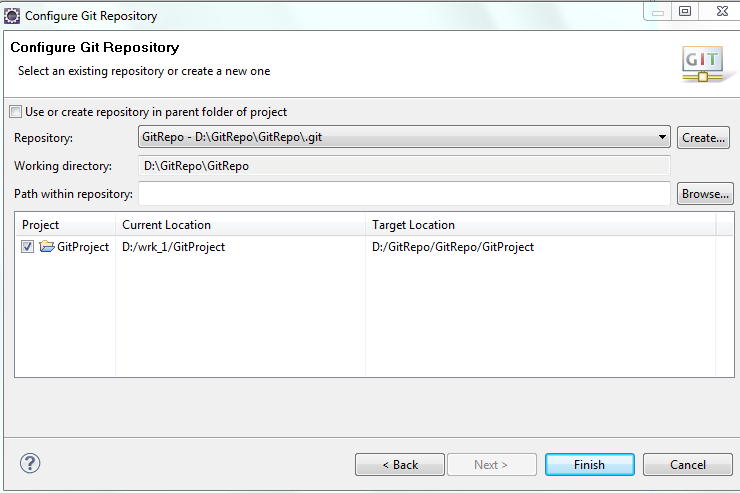 Configure Git Repository
Configure Git Repository
Select an existing repository or create a new one
GIT
Use or create repository in parent folder of project
Repository: GitRepo - D:\GitRepo\GitRepo\.git Create...
Working directory: D:\GitRepo\GitRepo
Path within repository: Browse...
Project Current Location Target Location
GitProject D:/wrk_1/GitProject D:/GitRepo/GitRepo/GitProject
? < Back Next > Finish Cancel